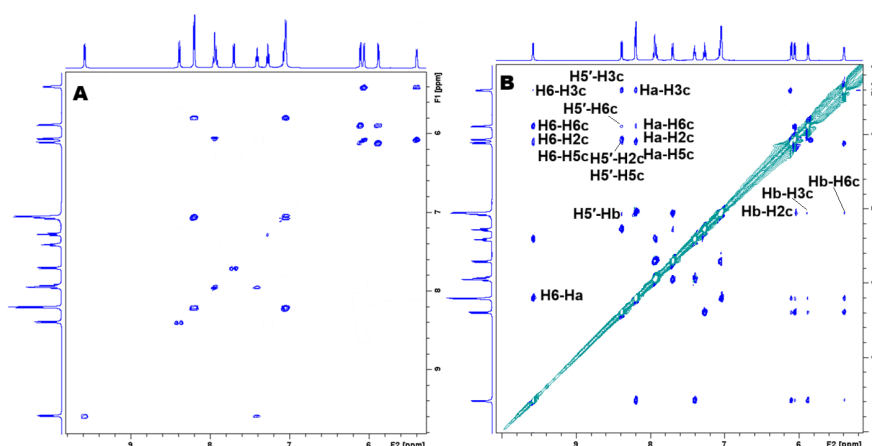 A
F1 [ppm]
6
7
8
9
9
8
7
6
F2 [ppm]
B
H5′-H3c
H6-H3c
Ha-H3c
H5′-H6c
H6-H6c
Ha-H6c
H6-H2c
Ha-H2c
H6-H5c
H5′-H2c
Ha-H5c
H5′-H5c
Hb-H6c
Hb-H3c
H5′-Hb
Hb-H2c
H6-Ha
9
8
7
6
F2 [ppm]